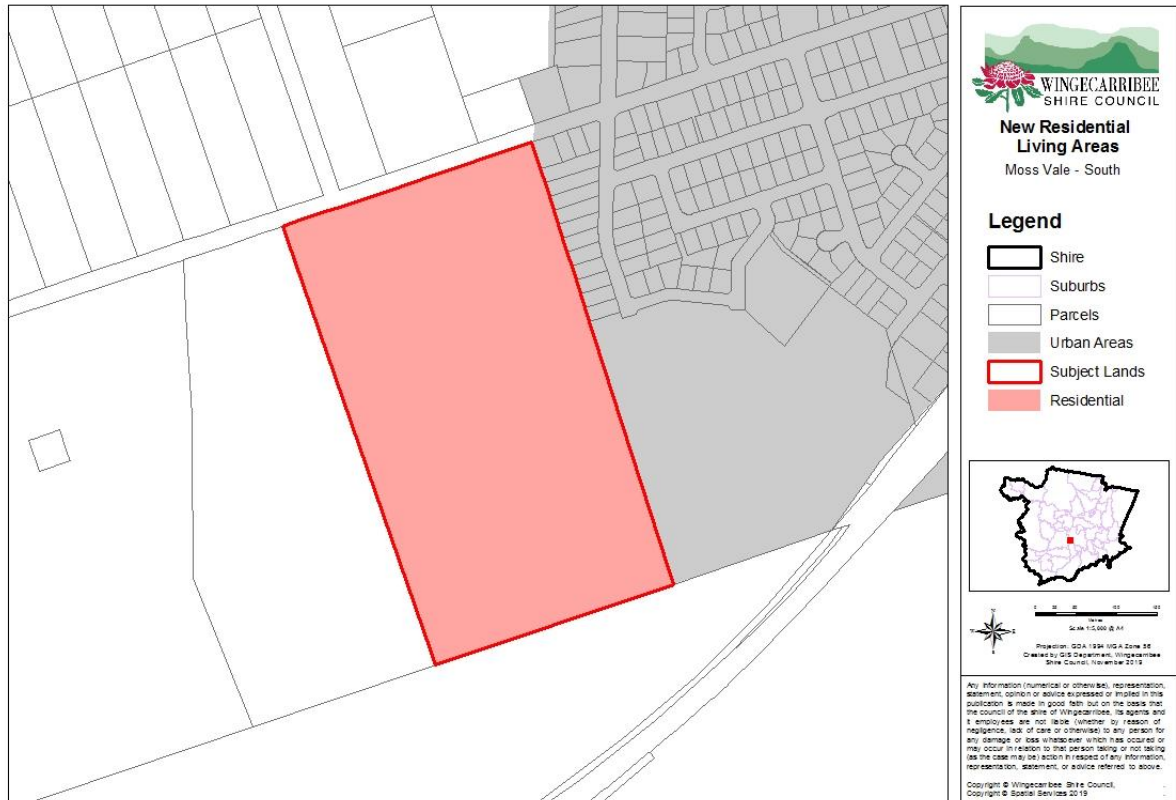 WINGECARRIBEE
SHIRE COUNCIL
New Residential
Living Areas
Moss Vale - South
Legend
Shire
Suburbs
Parcels
Urban Areas
Subject Lands
Residential
Scale 1:5,000 @ A4
Projection: GDA 1994 MGA Zone 56
Created by GIS Department, Wingecarribee
Shire Council, November 2019
Any information (numerical or otherwise), representation,
statement, opinion or advice expressed or implied in this
publication is made in good faith but on the basis that
the council of the shire of Wingecarribee, its agents and
it employees are not liable (whether by reason of
negligence, lack of care or otherwise) to any person for
any damage or loss whatsoever which has occured or
may occur in relation to that person taking or not taking
(as the case may be) action in respect of any information,
representation, statement, or advice referred to above.
Copyright © Wingecarribee Shire Council,
Copyright © Spatial Services 2019